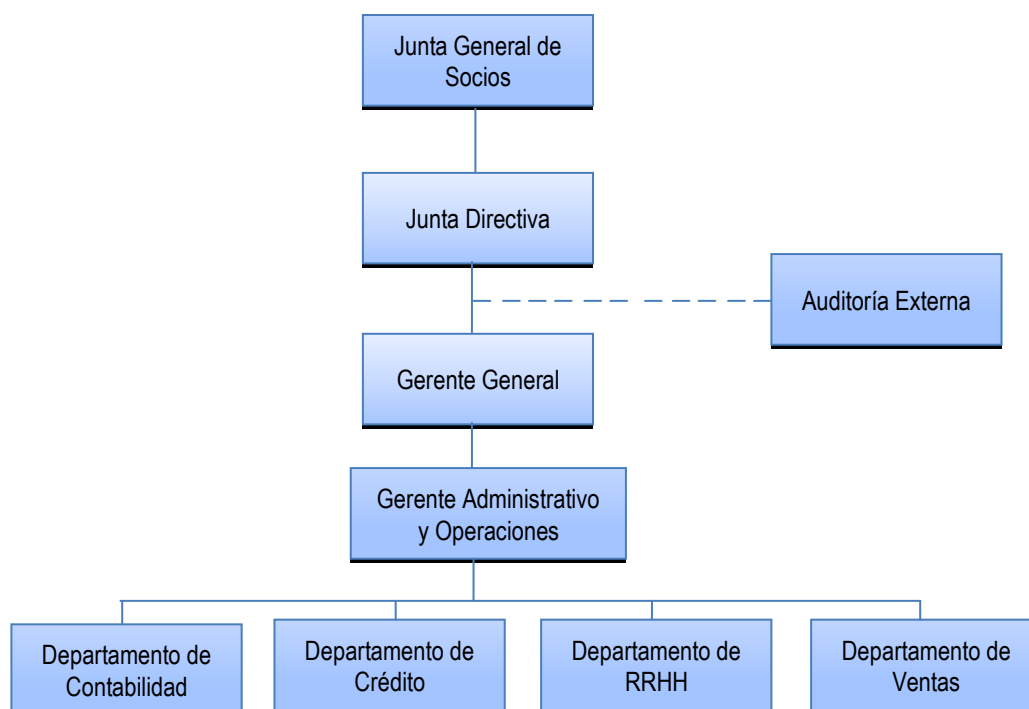 Junta General de
Socios
Junta Directiva
Auditoría Externa
Gerente General
Gerente Administrativo
y Operaciones
Departamento de
Contabilidad
Departamento de
Crédito
Departamento de
RRHH
Departamento de
Ventas